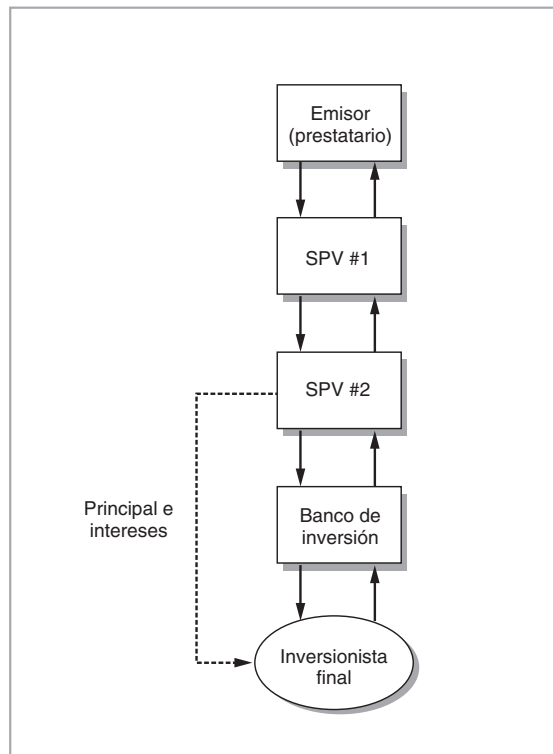 Emisor
(prestatario)
SPV #1
SPV #2
Principal e
intereses
Banco de
inversión
Inversionista
final